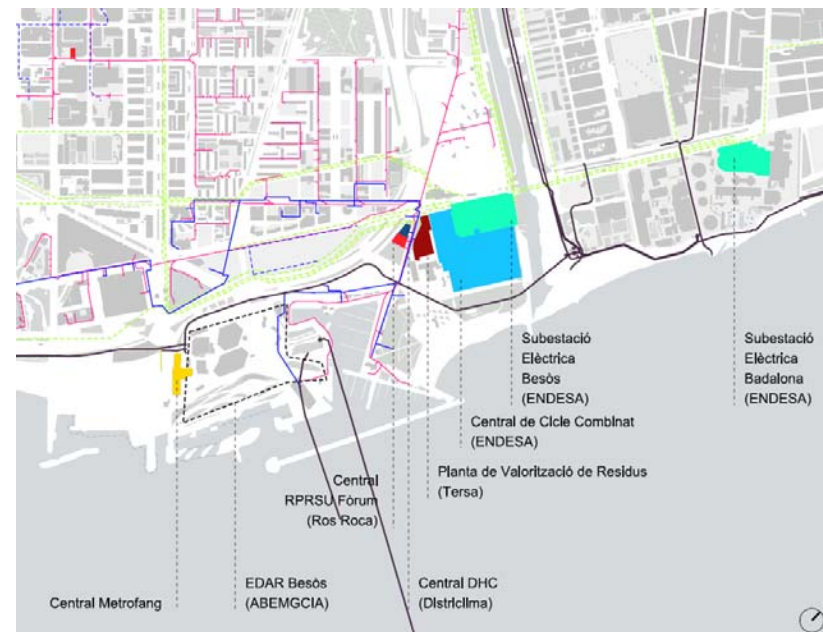 Subestació
Elèctrica
Besòs
(ENDESA)
Subestació
Elèctrica
Badalona
(ENDESA)
Central de Cicle Combinat
(ENDESA)
Planta de Valorització de Residus
(Tersa)
Central
RPRSU Fòrum
(Ros Roca)
Central Metrofang
EDAR Besòs
(ABEMGCIA)
Central DHC
(Districlima)